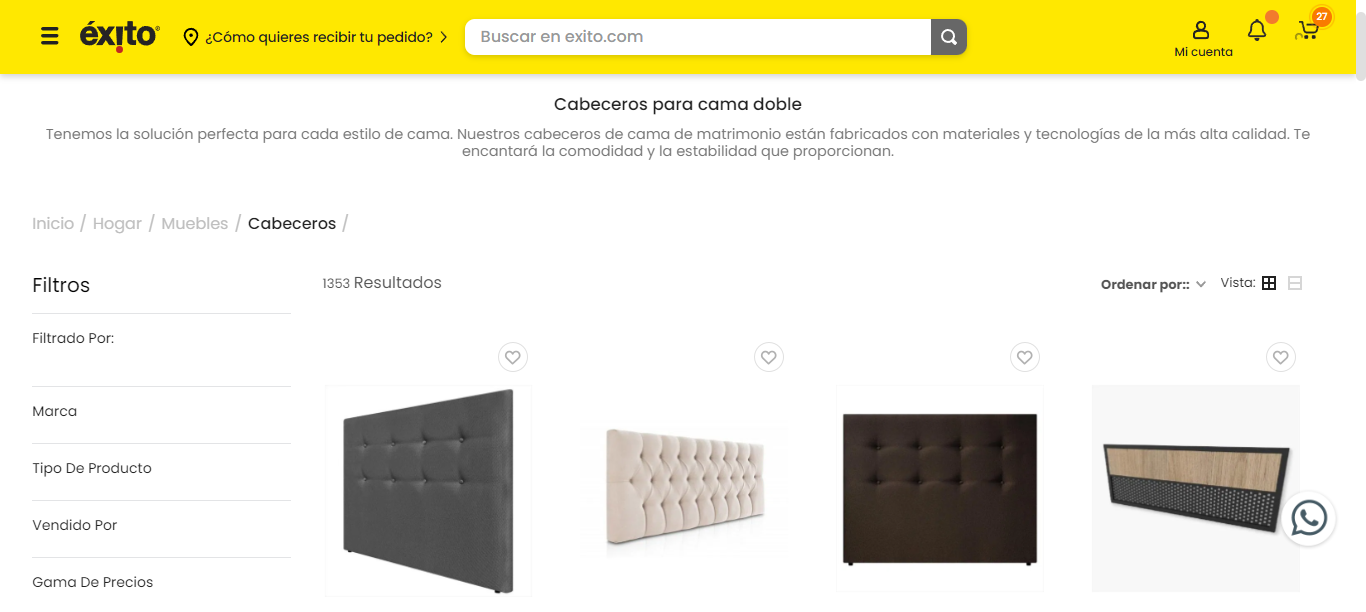 éxito
¿Cómo quieres recibir tu pedido?
Buscar en exito.com
Mi cuenta
27
Cabeceros para cama doble
Tenemos la solución perfecta para cada estilo de cama. Nuestros cabeceros de cama de matrimonio están fabricados con materiales y tecnologías de la más alta calidad. Te
encantará la comodidad y la estabilidad que proporcionan.
Inicio / Hogar / Muebles / Cabeceros /
Filtros
1353 Resultados
Ordenar por::
Vista:
Filtrado Por:
Marca
Tipo De Producto
Vendido Por
Gama De Precios